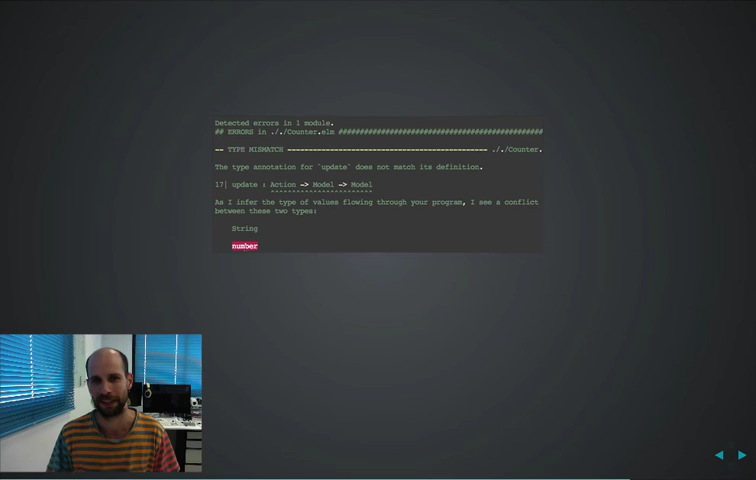 Detected errors in 1 module.
## ERRORS in ././Counter.elm ################################################
-- TYPE MISMATCH ----------------------------------------------- ././Counter.
The type annotation for `update` does not match its definition.
17| update : Action -> Model -> Model
^^^^^^^^^^^^^^^^^^^^^^^^
As I infer the type of values flowing through your program, I see a conflict
between these two types:
String
number